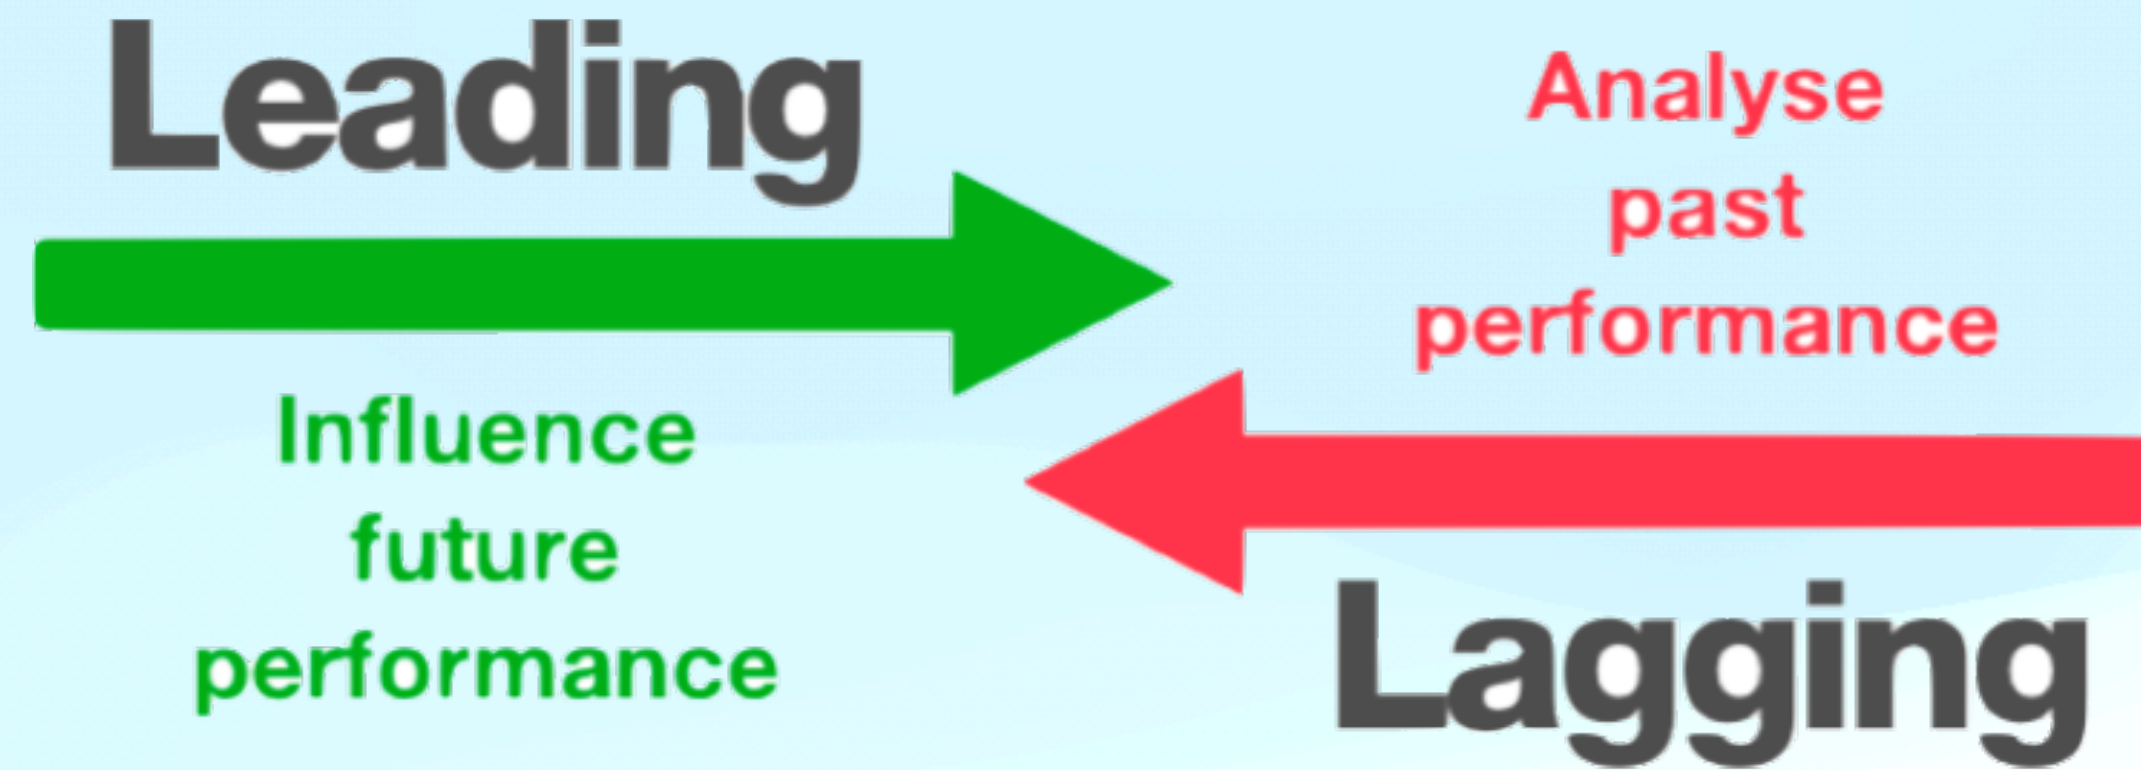 Leading
Influence
future
performance
Analyse
past
performance
Lagging